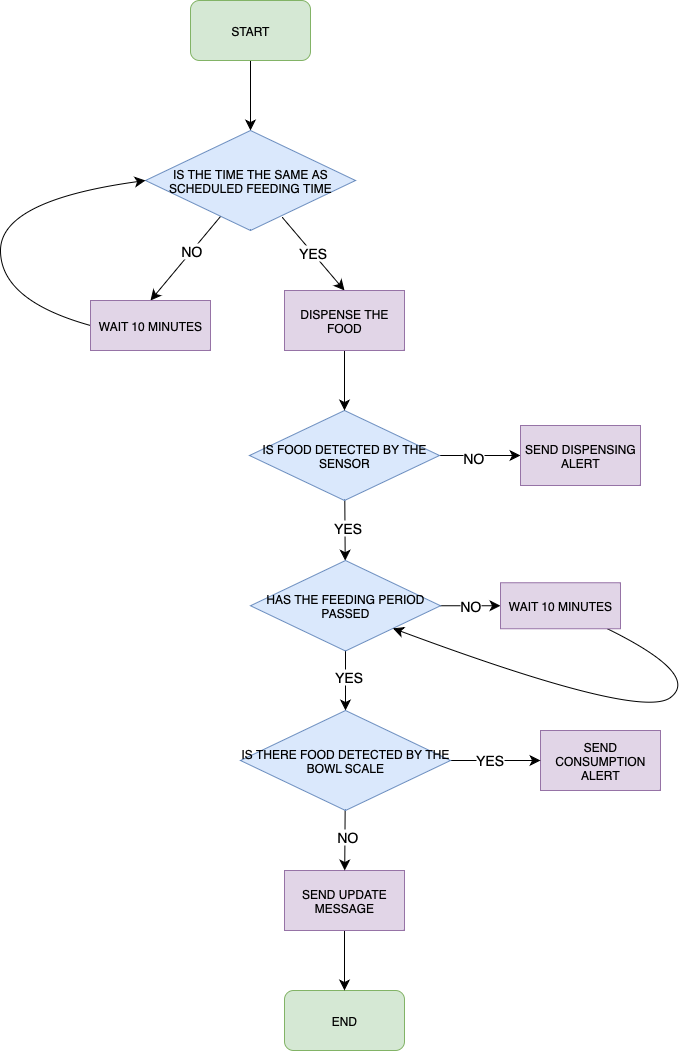 START
IS THE TIME THE SAME AS
SCHEDULED FEEDING TIME
NO
YES
WAIT 10 MINUTES
DISPENSE THE
FOOD
IS FOOD DETECTED BY THE
SENSOR
NO
SEND DISPENSING
ALERT
YES
HAS THE FEEDING PERIOD
PASSED
NO
WAIT 10 MINUTES
YES
IS THERE FOOD DETECTED BY THE
BOWL SCALE
YES
SEND
CONSUMPTION
ALERT
NO
SEND UPDATE
MESSAGE
END